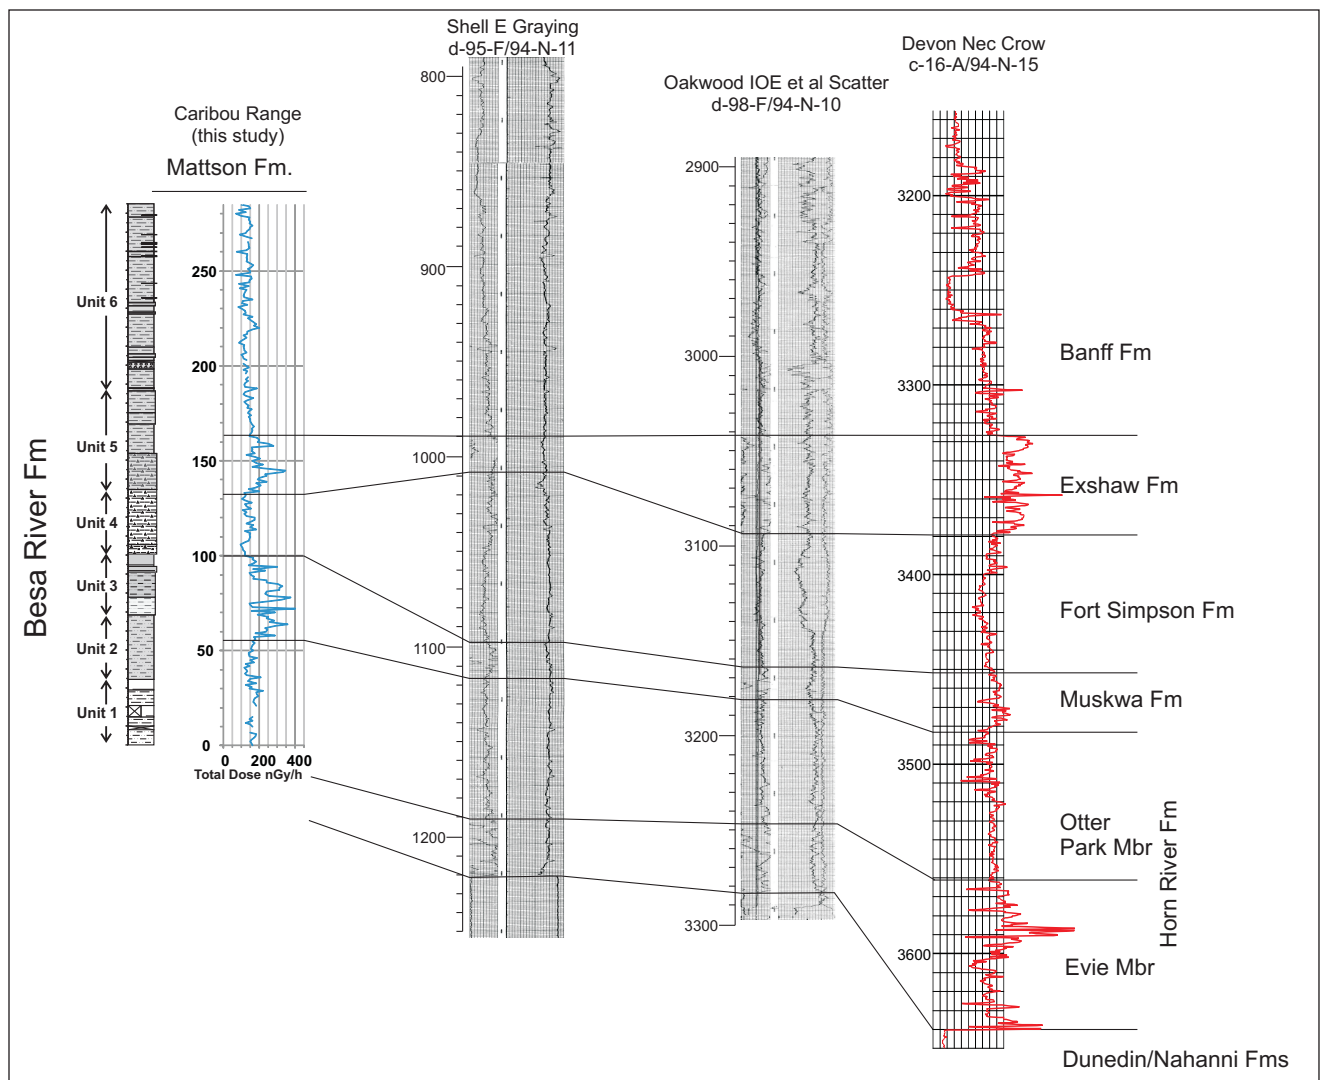 Shell E Graying
d-95-F/94-N-11
Devon Nec Crow
c-16-A/94-N-15
Oakwood IOE et al Scatter
d-98-F/94-N-10
Caribou Range
(this study)
Mattson Fm.
Besa River Fm
Unit 6
Unit 5
Unit 4
Unit 3
Unit 2
Unit 1
250
200
150
100
50
0
0 200 400
Total Dose nGy/h
800
900
1000
1100
1200
2900
3000
3100
3200
3300
3200
3300
3400
3500
3600
Banff Fm
Exshaw Fm
Fort Simpson Fm
Muskwa Fm
Otter
Park Mbr
Horn River Fm
Evie Mbr
Dunedin/Nahanni Fms